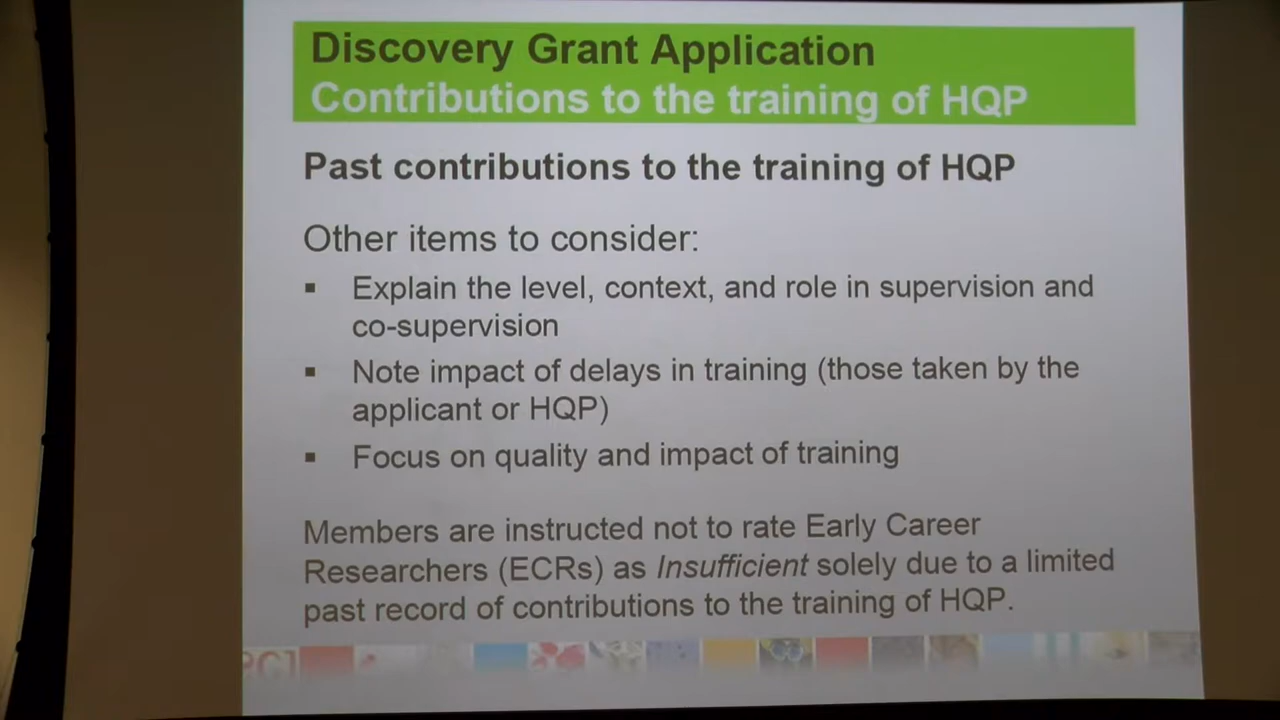 Discovery Grant Application
Contributions to the training of HQP
Past contributions to the training of HQP
Other items to consider:
▪ Explain the level, context, and role in supervision and
co-supervision
▪ Note impact of delays in training (those taken by the
applicant or HQP)
▪ Focus on quality and impact of training
Members are instructed not to rate Early Career
Researchers (ECRs) as Insufficient solely due to a limited
past record of contributions to the training of HQP.